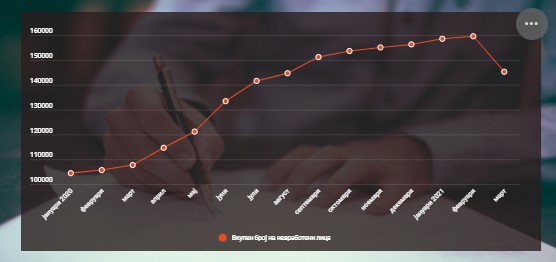 160000
150000
140000
130000
120000
110000
100000
јануари 2020
февруари
март
април
мај
јуни
јули
август
септември
октомври
ноември
декември
јануари 2021
февруари
март
Вкупен број на невработени лица